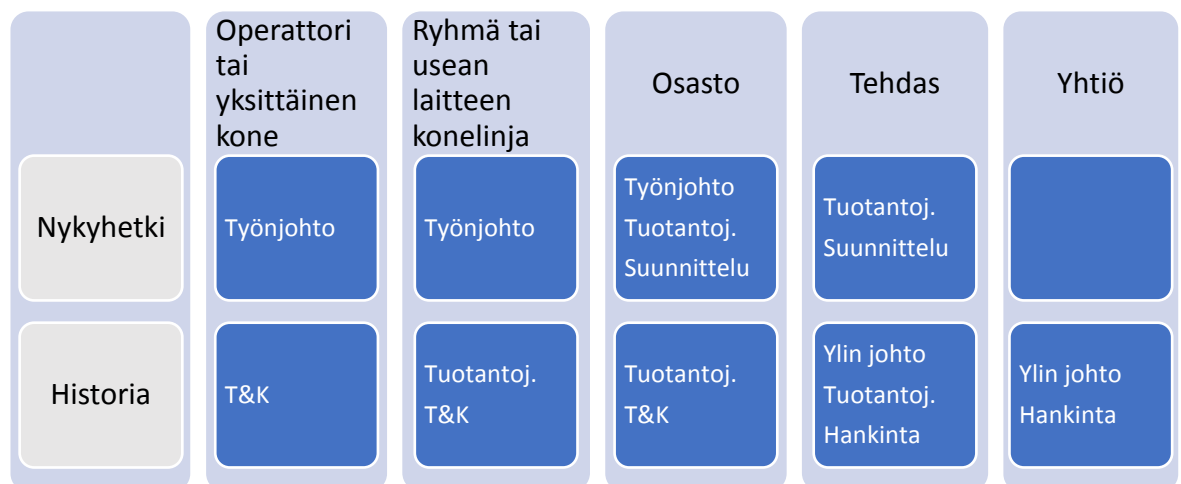 Operattori
tai
yksittäinen
kone
Ryhmä tai
usean
laitteen
konelinja
Osasto
Tehdas
Yhtiö
Nykyhetki
Työnjohto
Työnjohto
Työnjohto
Tuotantoj.
Suunnittelu
Tuotantoj.
Suunnittelu
Historia
T&K
Tuotantoj.
T&K
Tuotantoj.
T&K
Ylin johto
Tuotantoj.
Hankinta
Ylin johto
Hankinta